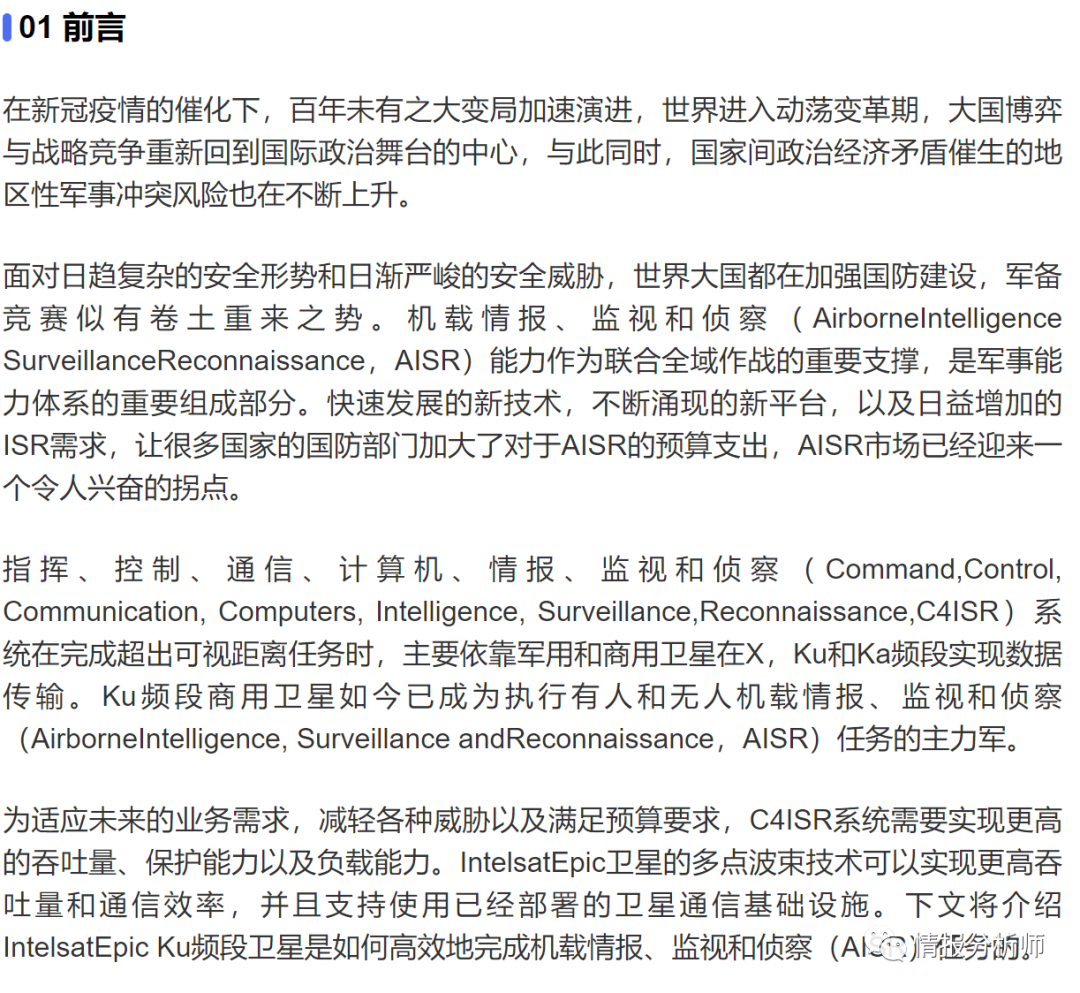 01 前言
在新冠疫情的催化下，百年未有之大变局加速演进，世界进入动荡变革期，大国博弈
与战略竞争重新回到国际政治舞台的中心，与此同时，国家间政治经济矛盾催生的地
区性军事冲突风险也在不断上升。
面对日趋复杂的安全形势和日渐严峻的安全威胁，世界大国都在加强国防建设，军备
竞赛似有卷土重来之势。机载情报、监视和侦察（AirborneIntelligence
SurveillanceReconnaissance，AISR）能力作为联合全域作战的重要支撑，是军事能
力体系的重要组成部分。快速发展的新技术，不断涌现的新平台，以及日益增加的
ISR需求，让很多国家的国防部门加大了对于AISR的预算支出，AISR市场已经迎来一
个令人兴奋的拐点。
指挥、控制、通信、计算机、情报、监视和侦察（Command,Control,
Communication, Computers, Intelligence, Surveillance,Reconnaissance,C4ISR）系
统在完成超出可视距离任务时，主要依靠军用和商用卫星在X，Ku和Ka频段实现数据
传输。Ku频段商用卫星如今已成为执行有人和无人机载情报、监视和侦察
（AirborneIntelligence, Surveillance andReconnaissance，AISR）任务的主力军。
为适应未来的业务需求，减轻各种威胁以及满足预算要求，C4ISR系统需要实现更高
的吞吐量、保护能力以及负载能力。IntelsatEpic卫星的多点波束技术可以实现更高吞
吐量和通信效率，并且支持使用已经部署的卫星通信基础设施。下文将介绍
IntelsatEpic Ku频段卫星是如何高效地完成机载情报、监视和侦察（AISR）任务的。
情报分析师